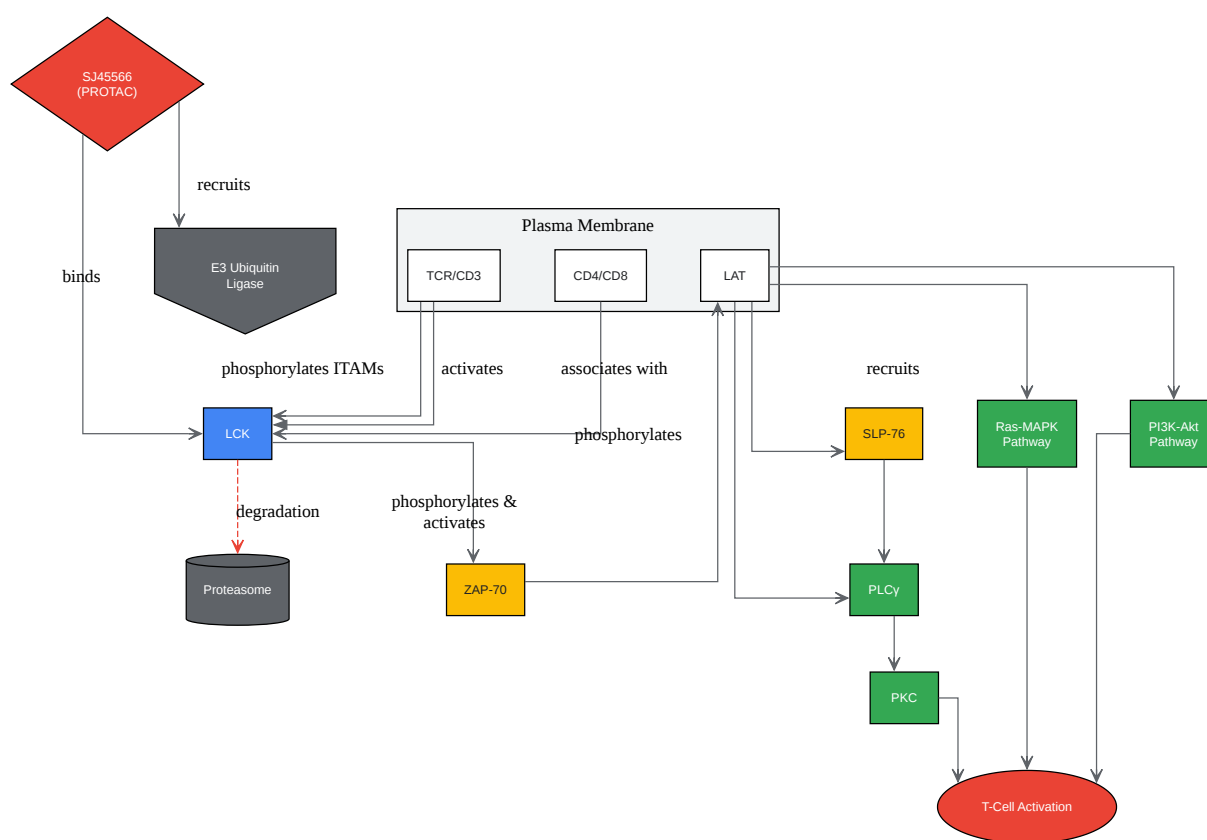 SJ45566
(PROTAC)
recruits
Plasma Membrane
E3 Ubiquitin
Ligase
binds
TCR/CD3
CD4/CD8
LAT
phosphorylates ITAMs
activates
associates with
recruits
LCK
phosphorylates
SLP-76
Ras-MAPK
Pathway
PI3K-Akt
Pathway
degradation
phosphorylates &
activates
Proteasome
ZAP-70
PLCγ
PKC
T-Cell Activation